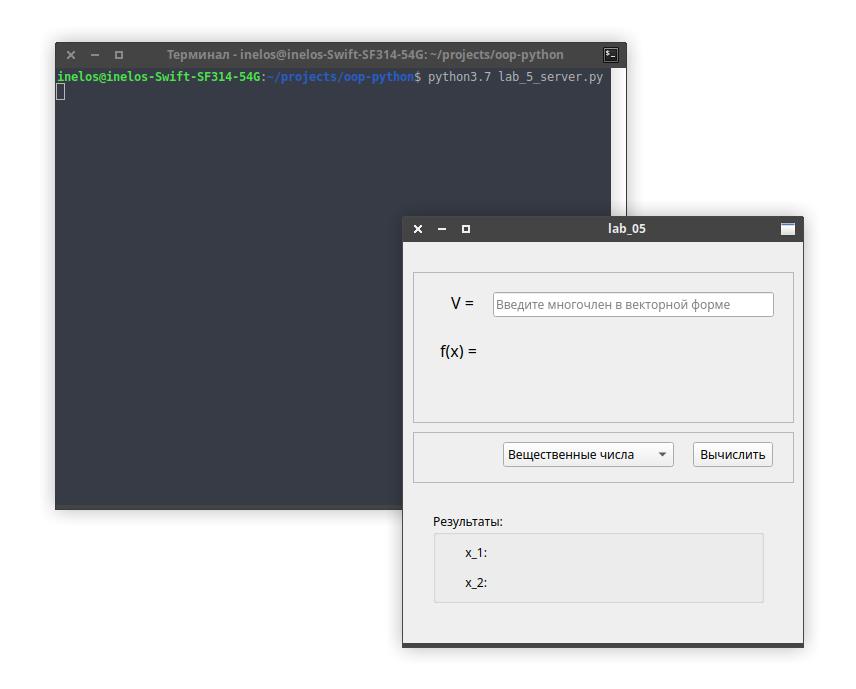 Терминал - inelos@inelos-Swift-SF314-54G: ~/projects/oop-python
inelos@inelos-Swift-SF314-54G:~/projects/oop-python$ python3.7 lab_5_server.py
lab_05
V = Введите многочлен в векторной форме
f(x) =
Вещественные числа Вычислить
Результаты:
x_1:
x_2: